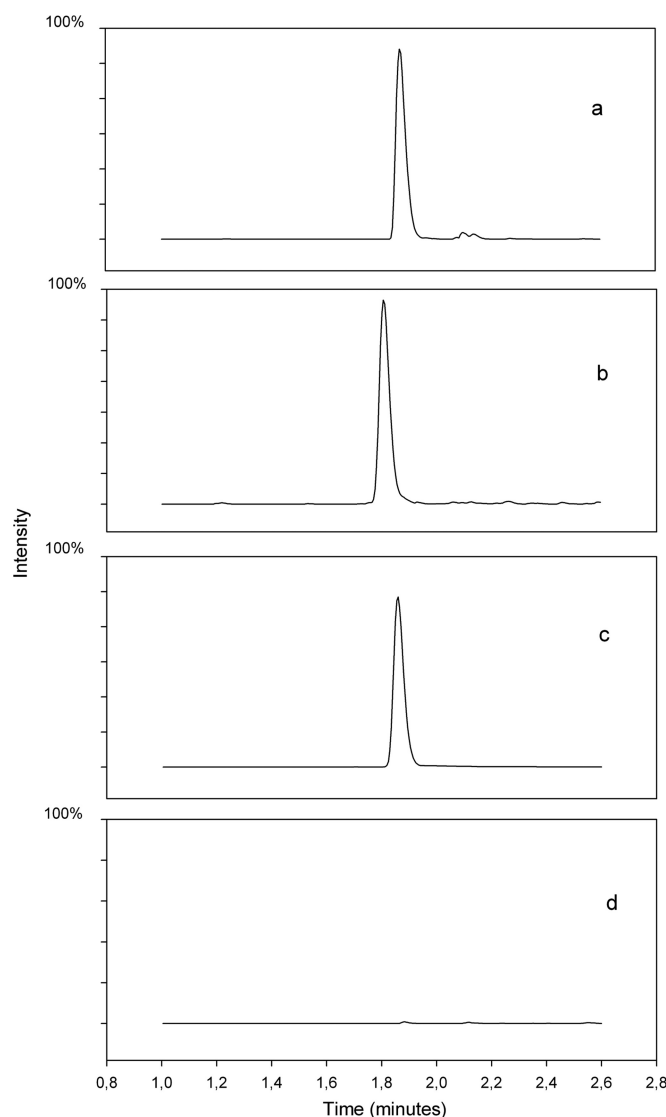 100%
a
100%
b
Intensity
100%
c
100%
d
0,8 1,0 1,2 1,4 1,6 1,8 2,0 2,2 2,4 2,6 2,8
Time (minutes)